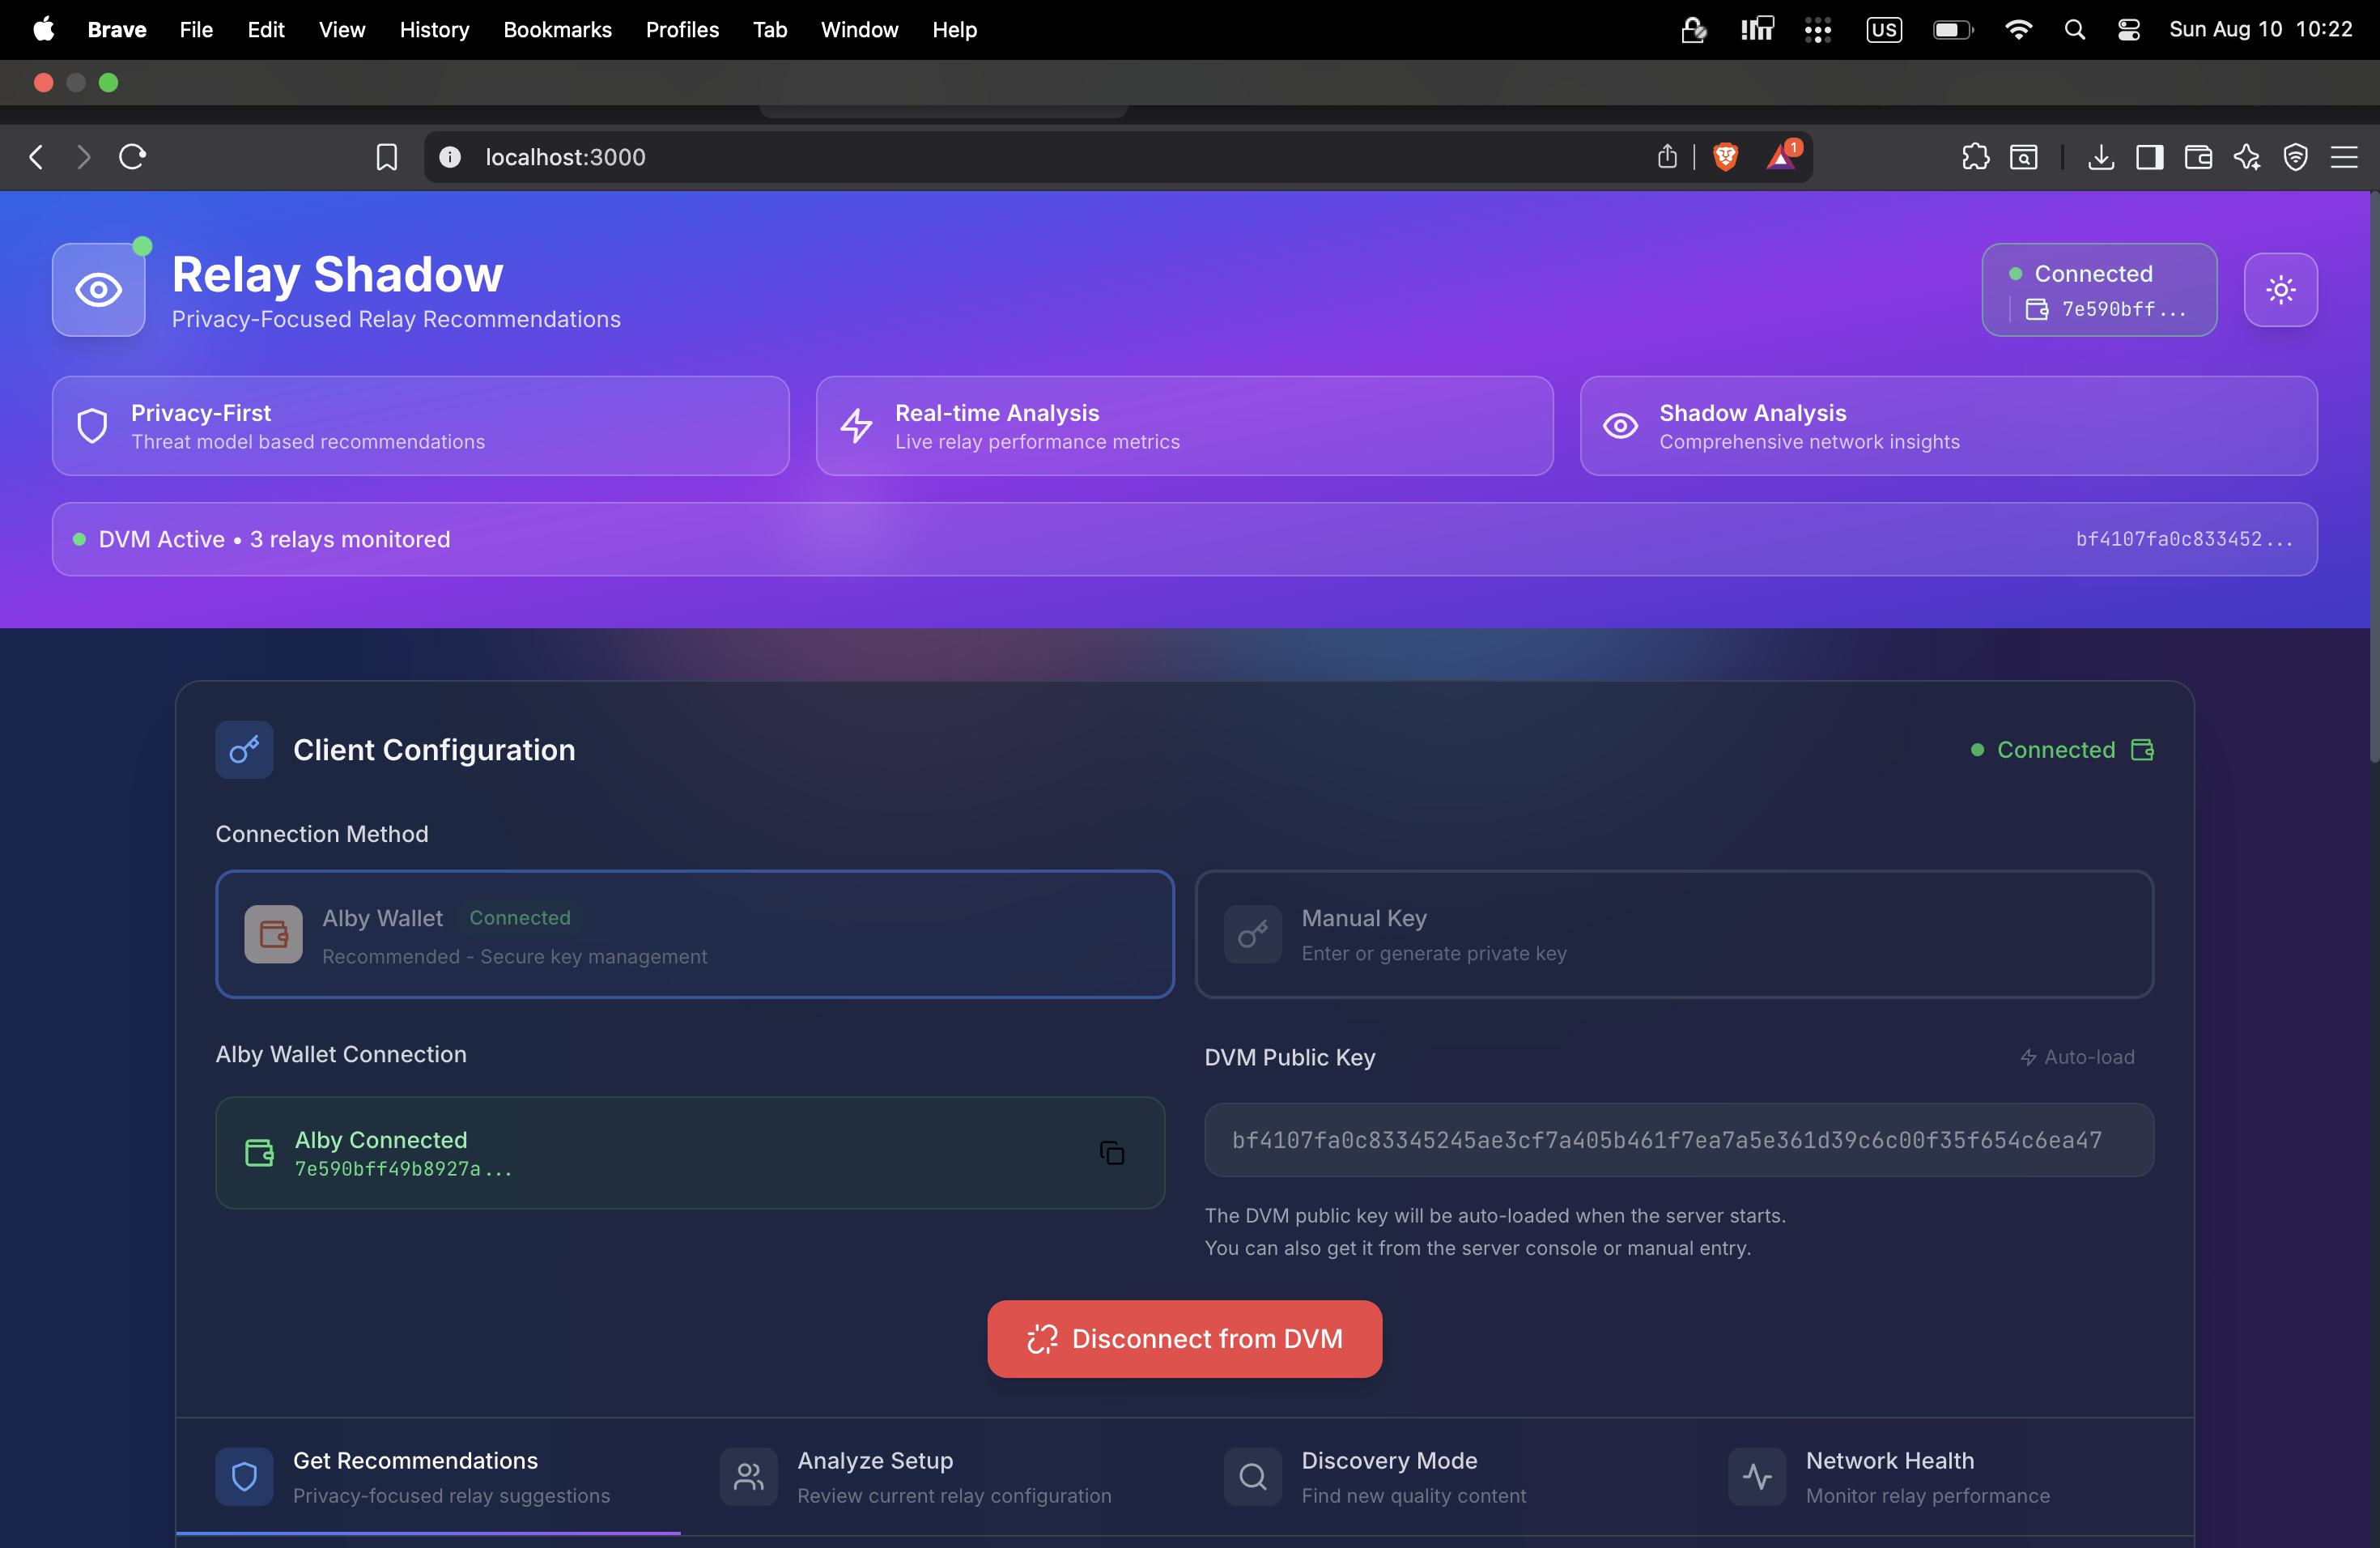 Brave File Edit View History Bookmarks Profiles Tab Window Help US Sun Aug 10 10:22
localhost:3000 1
Relay Shadow
Privacy-Focused Relay Recommendations
Connected
7e590bff...
Privacy-First
Threat model based recommendations
Real-time Analysis
Live relay performance metrics
Shadow Analysis
Comprehensive network insights
DVM Active • 3 relays monitored
bf4107fa0c833452...
Client Configuration
Connected
Connection Method
Alby Wallet Connected
Recommended - Secure key management
Manual Key
Enter or generate private key
Alby Wallet Connection
Alby Connected
7e590bff49b8927a...
DVM Public Key
Auto-load
bf4107fa0c83345245ae3cf7a405b461f7ea7a5e361d39c6c00f35f654c6ea47
The DVM public key will be auto-loaded when the server starts.
You can also get it from the server console or manual entry.
Disconnect from DVM
Get Recommendations
Privacy-focused relay suggestions
Analyze Setup
Review current relay configuration
Discovery Mode
Find new quality content
Network Health
Monitor relay performance